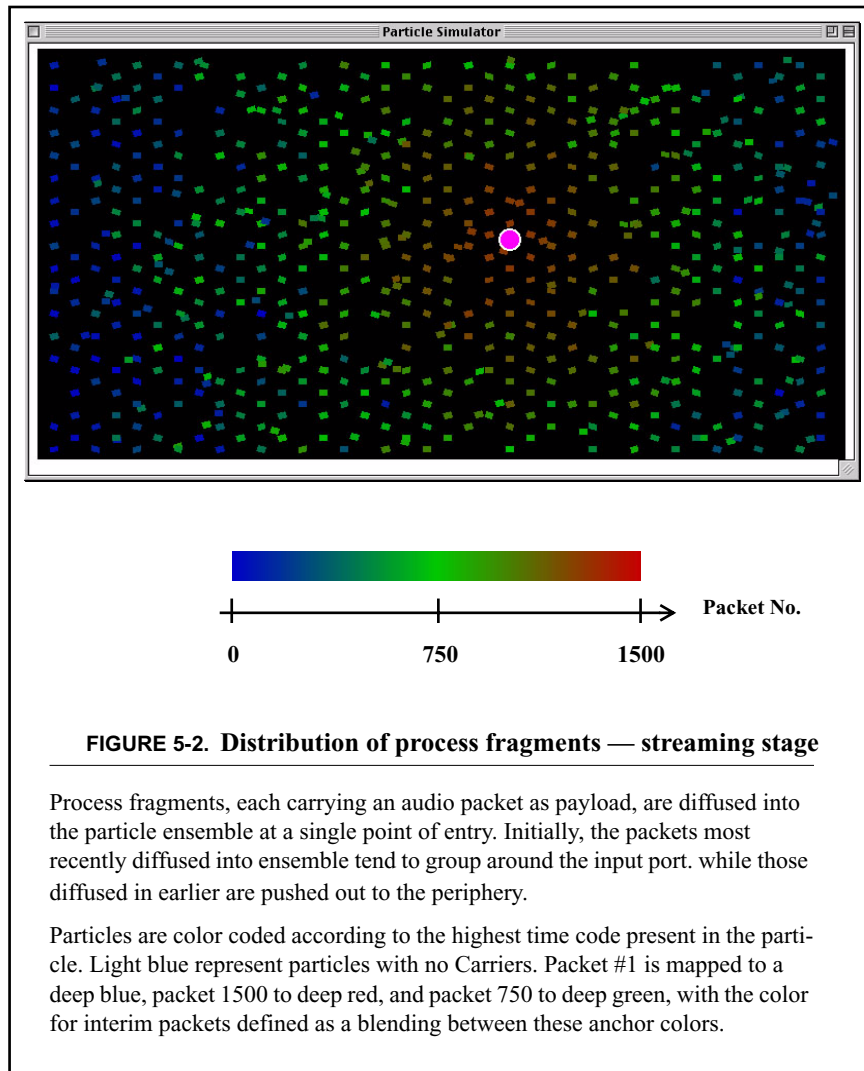 Particle Simulator
Packet No.
0 750 1500
FIGURE 5-2. Distribution of process fragments — streaming stage
Process fragments, each carrying an audio packet as payload, are diffused into
the particle ensemble at a single point of entry. Initially, the packets most
recently diffused into ensemble tend to group around the input port. while those
diffused in earlier are pushed out to the periphery.
Particles are color coded according to the highest time code present in the parti-
cle. Light blue represent particles with no Carriers. Packet #1 is mapped to a
deep blue, packet 1500 to deep red, and packet 750 to deep green, with the color
for interim packets defined as a blending between these anchor colors.